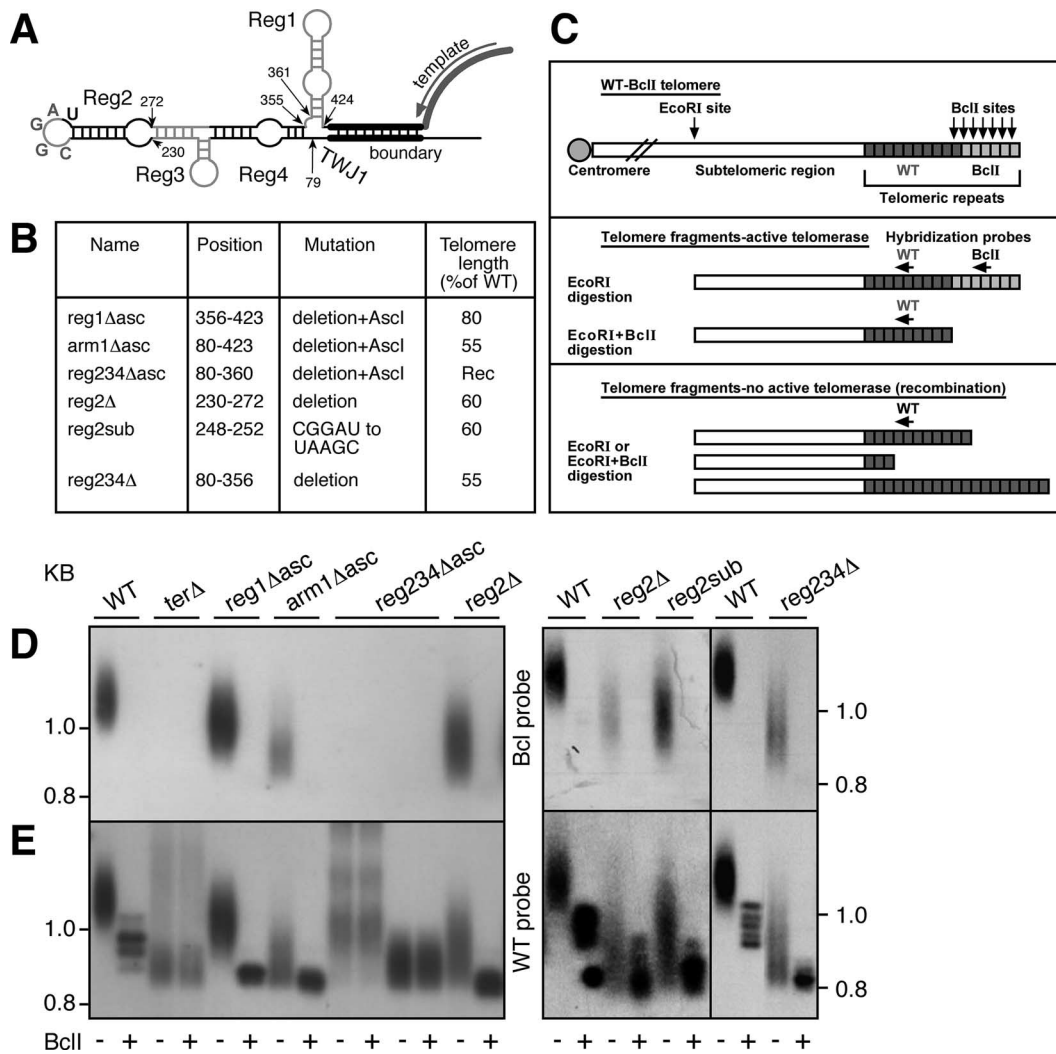 A
Reg1
template
361
355
424
G A U
G G C
Reg2
272
230
Reg3
Reg4
79
TWJ1
boundary
B
Name Position Mutation Telomere length (%of WT)
reg1Δasc 356-423 deletion+AscI 80
arm1Δasc 80-423 deletion+AscI 55
reg234Δasc 80-360 deletion+AscI Rec
reg2Δ 230-272 deletion 60
reg2sub 248-252 CGGAU to UAAGC 60
reg234Δ 80-356 deletion 55
C
WT-BclI telomere
EcoRI site BclI sites
Centromere Subtelomeric region WT BclI
Telomeric repeats
Telomere fragments-active telomerase Hybridization probes
WT BclI
EcoRI
digestion
WT
EcoRI+BclI
digestion
Telomere fragments-no active telomerase (recombination)
WT
EcoRI or
EcoRI+BclI
digestion
KB
WT terΔ reg1Δasc arm1Δasc reg234Δasc reg2Δ WT reg2Δ reg2sub WT reg234Δ
D
1.0
0.8
Bcl probe
1.0
0.8
E
1.0
0.8
WT probe
1.0
0.8
BclI - + - + - + - + - + - + - + - + - + - + - + - +